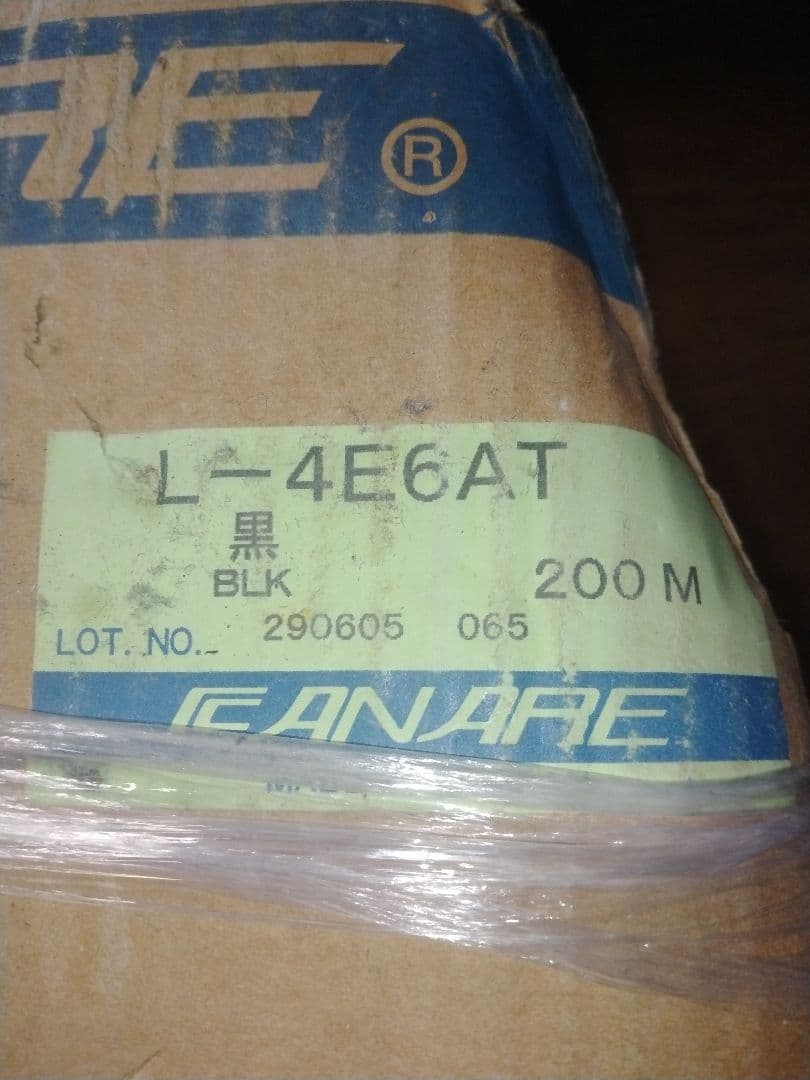 ®
L-4E6AT
黒
BLK 200 M
LOT. NO. 290605 065
CANARE